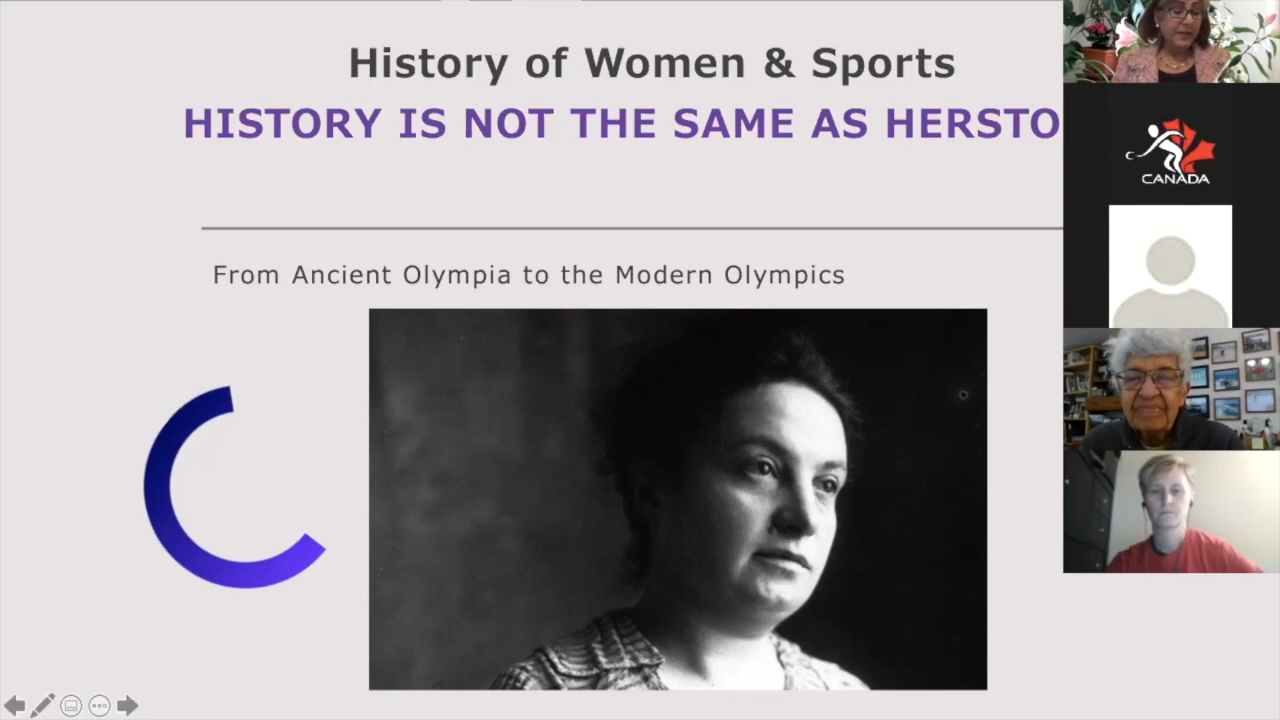 History of Women & Sports
HISTORY IS NOT THE SAME AS HERSTO
From Ancient Olympia to the Modern Olympics
CANADA